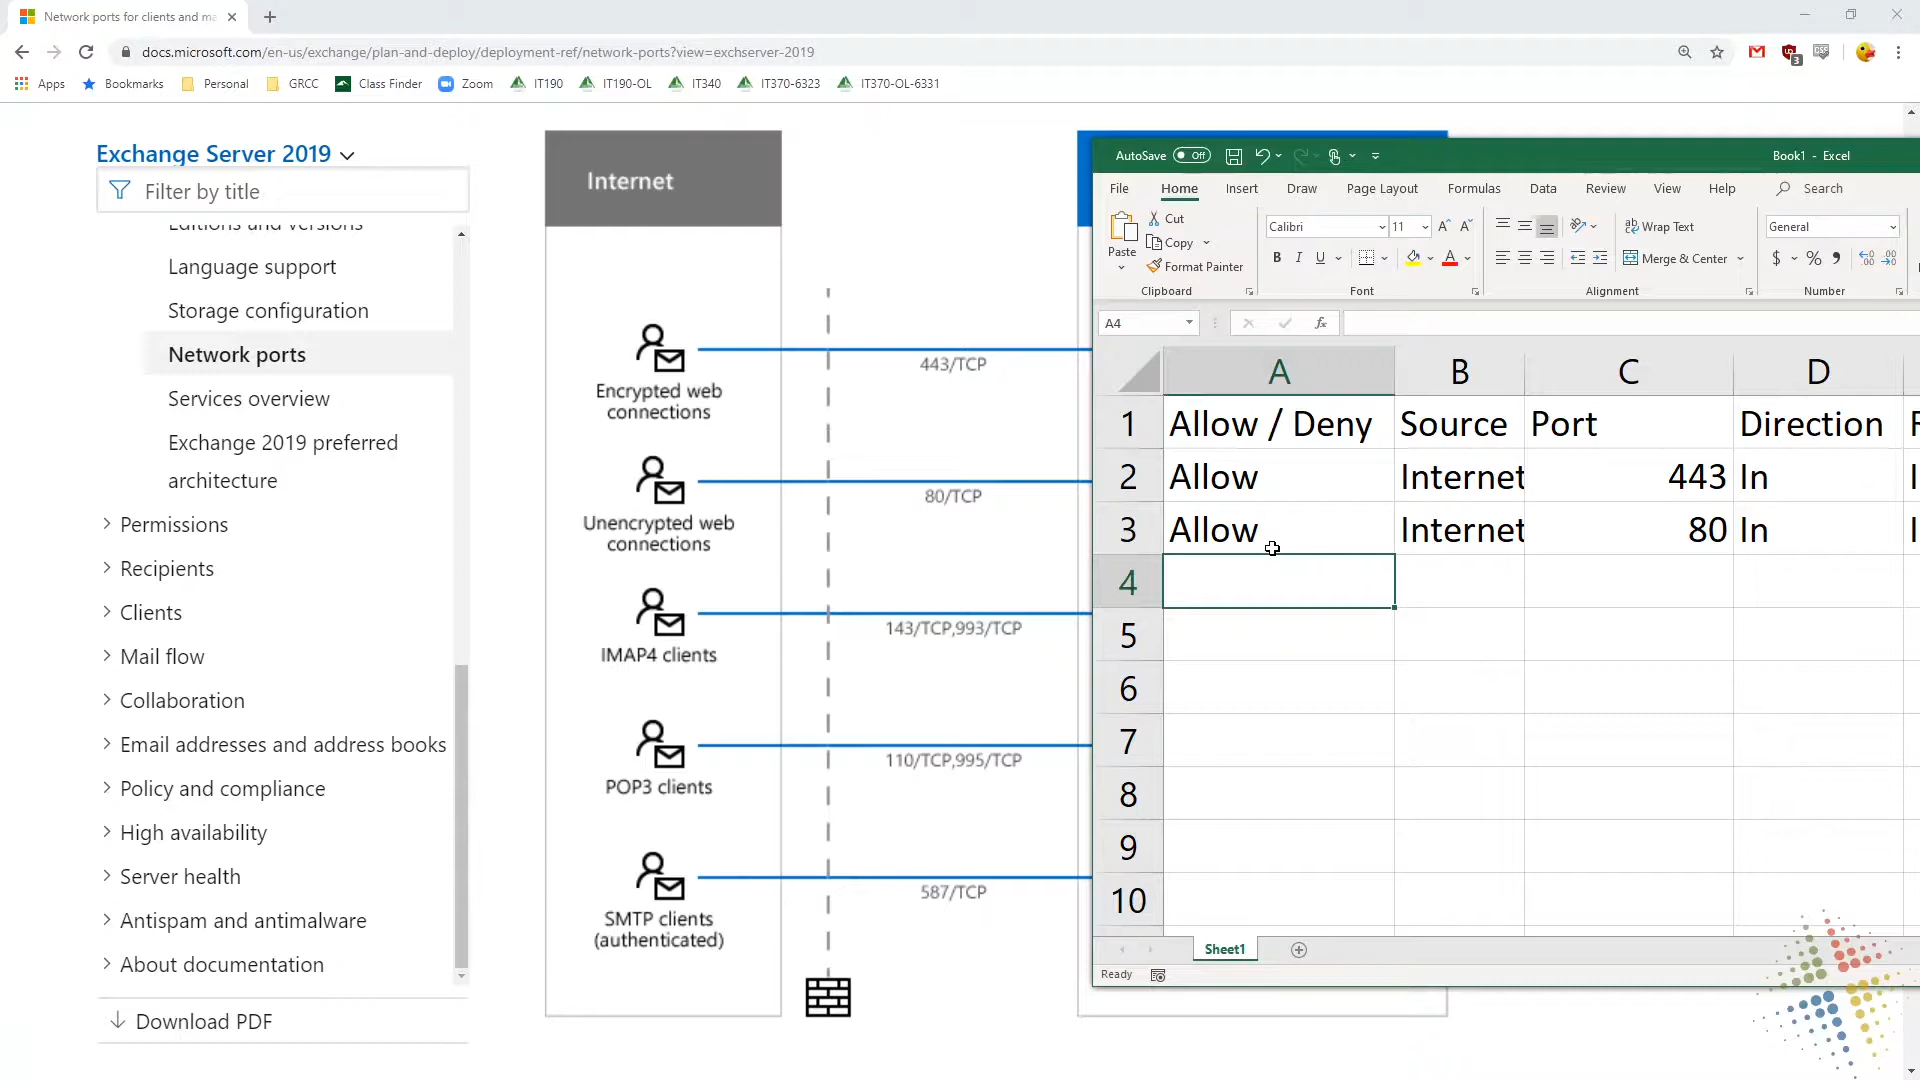 Network ports for clients and ma
docs.microsoft.com/en-us/exchange/plan-and-deploy/deployment-ref/network-ports?view=exchserver-2019
3
Apps
Bookmarks
Personal
GRCC
Class Finder
Zoom
IT190
IT190-OL
IT340
IT370-6323
IT370-OL-6331
Exchange Server 2019
Filter by title
Editions and versions
Language support
Storage configuration
Network ports
Services overview
Exchange 2019 preferred
architecture
Permissions
Recipients
Clients
Mail flow
Collaboration
Email addresses and address books
Policy and compliance
High availability
Server health
Antispam and antimalware
About documentation
Download PDF
Internet
Encrypted web
connections
443/TCP
Unencrypted web
connections
80/TCP
IMAP4 clients
143/TCP,993/TCP
POP3 clients
110/TCP,995/TCP
SMTP clients
(authenticated)
587/TCP
AutoSave Off
Book1 - Excel
File Home Insert Draw Page Layout Formulas Data Review View Help Search
Paste
Cut
Copy
Format Painter
Clipboard
Calibri 11
B I U
Font
Wrap Text
Merge & Center
Alignment
General
$ % ,
Number
A4
fx
A B C D
1 Allow / Deny Source Port Direction
2 Allow Internet 443 In
3 Allow Internet 80 In
4
5
6
7
8
9
10
Sheet1
Ready